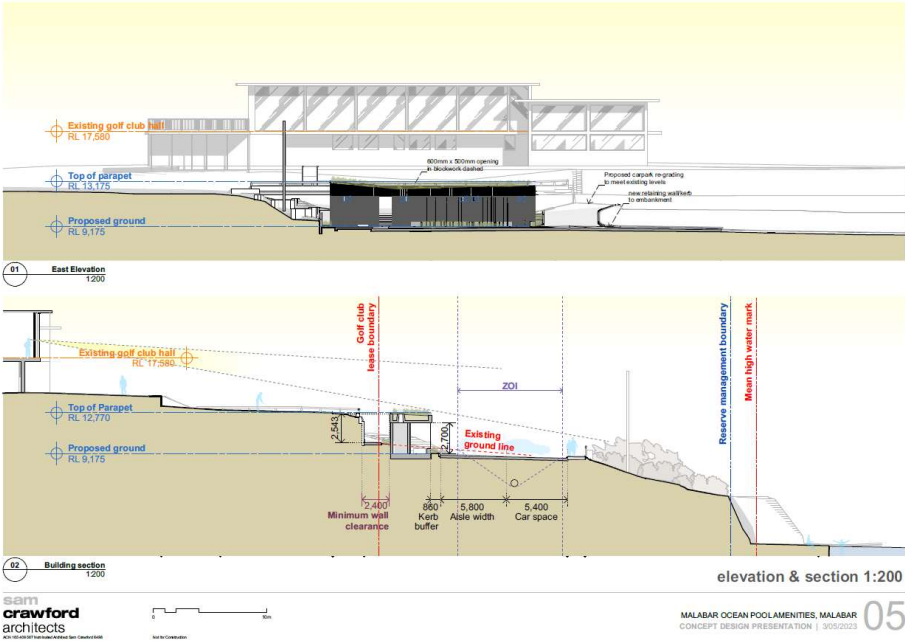 Existing golf club hall
RL 17,580
600mm x 500mm opening
in blockwork dashed
Top of parapet
RL 13,175
Proposed carpark re-grading
to meet existing levels
new retaining wall/kerb
to embankment
Proposed ground
RL 9,175
01
East Elevation
1:200
Golf club
lease boundary
Reserve management boundary
Mean high water mark
Existing golf club hall
RL 17,580
ZOI
Top of Parapet
RL 12,770
2,543
2,700
Existing
ground line
Proposed ground
RL 9,175
2,400
Minimum wall
clearance
860
Kerb
buffer
5,800
Aisle width
5,400
Car space
02
Building section
1:200
elevation & section 1:200
sam
crawford
architects
0
10m
Not for Construction
MALABAR OCEAN POOL AMENITIES, MALABAR
CONCEPT DESIGN PRESENTATION | 3/05/2023
05